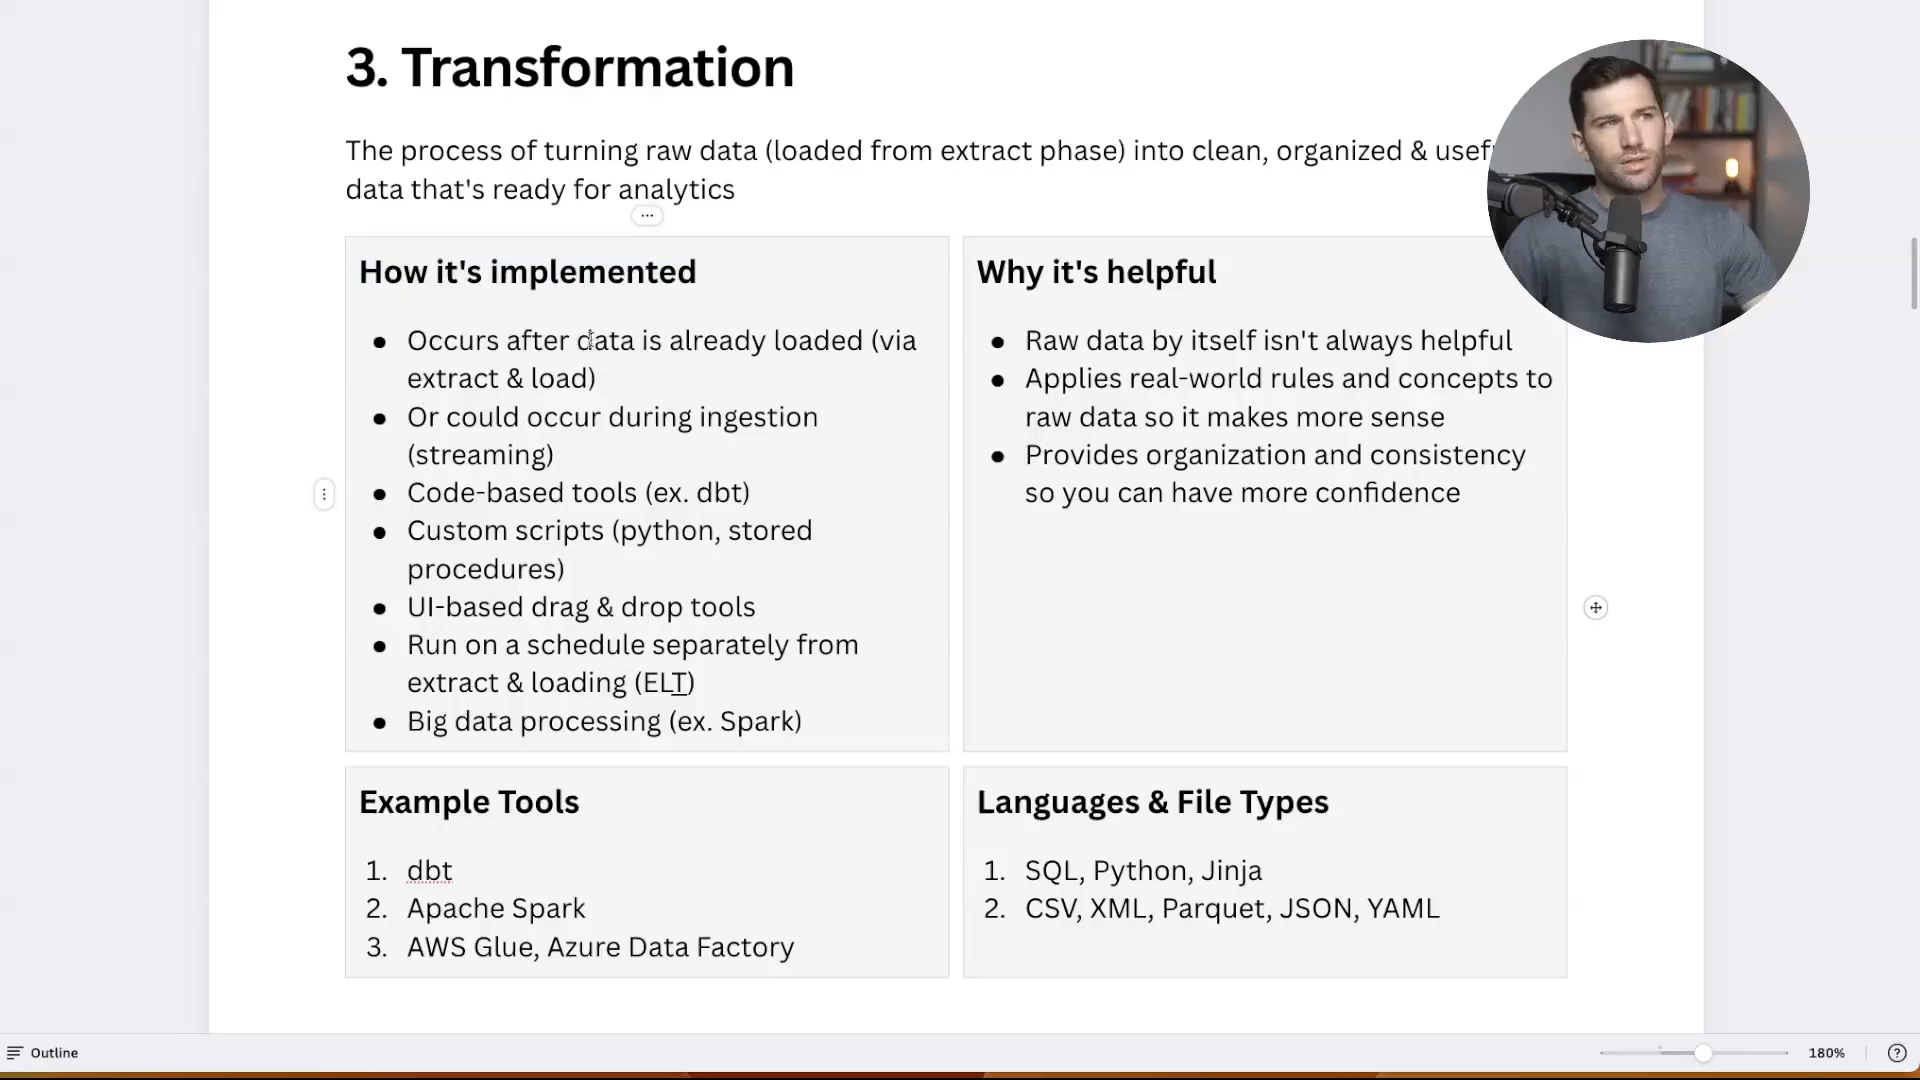 3. Transformation
The process of turning raw data (loaded from extract phase) into clean, organized &
data that's ready for analytics
How it's implemented
● Occurs after data is already loaded (via
extract & load)
● Or could occur during ingestion
(streaming)
● Code-based tools (ex. dbt)
● Custom scripts (python, stored
procedures)
● UI-based drag & drop tools
● Run on a schedule separately from
extract & loading (ELT)
● Big data processing (ex. Spark)
Why it's helpful
● Raw data by itself isn't always helpful
● Applies real-world rules and concepts to
raw data so it makes more sense
● Provides organization and consistency
so you can have more confidence
Example Tools
1. dbt
2. Apache Spark
3. AWS Glue, Azure Data Factory
Languages & File Types
1. SQL, Python, Jinja
2. CSV, XML, Parquet, JSON, YAML
Outline
180%